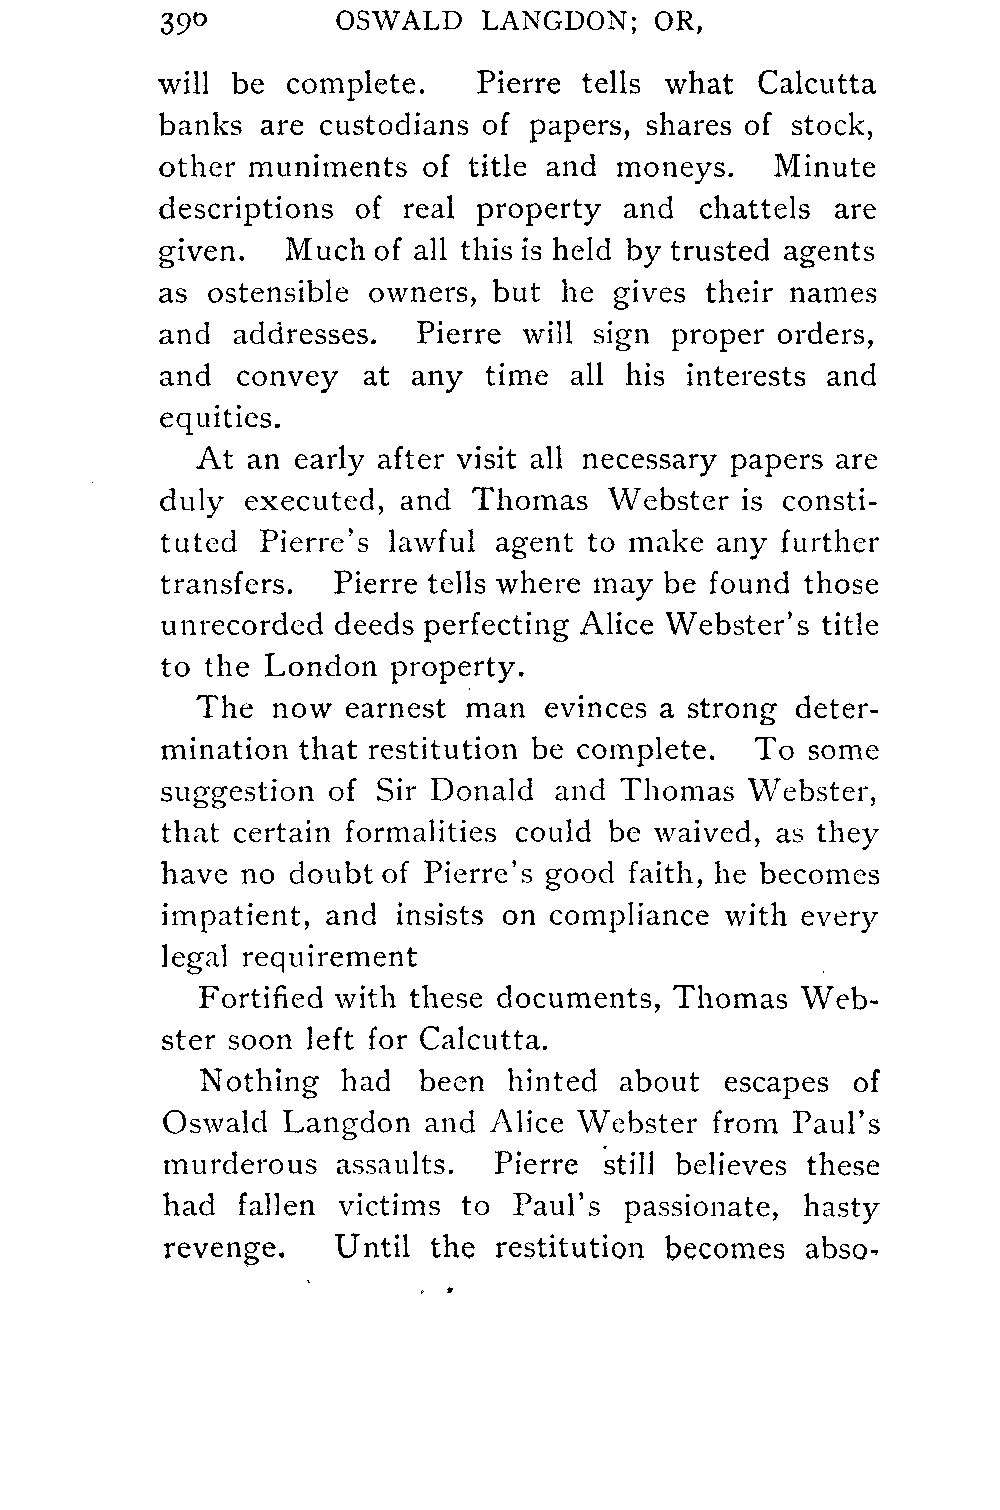 390 OSWALD LANGDON; OR,
will be complete. Pierre tells what Calcutta
banks are custodians of papers, shares of stock,
other muniments of title and moneys. Minute
descriptions of real property and chattels are
given. Much of all this is held by trusted agents
as ostensible owners, but he gives their names
and addresses. Pierre will sign proper orders,
and convey at any time all his interests and
equities.
At an early after visit all necessary papers are
duly executed, and Thomas Webster is consti-
tuted Pierre's lawful agent to make any further
transfers. Pierre tells where may be found those
unrecorded deeds perfecting Alice Webster's title
to the London property.
The now earnest man evinces a strong deter-
mination that restitution be complete. To some
suggestion of Sir Donald and Thomas Webster,
that certain formalities could be waived, as they
have no doubt of Pierre's good faith, he becomes
impatient, and insists on compliance with every
legal requirement
Fortified with these documents, Thomas Web-
ster soon left for Calcutta.
Nothing had been hinted about escapes of
Oswald Langdon and Alice Webster from Paul's
murderous assaults. Pierre still believes these
had fallen victims to Paul's passionate, hasty
revenge. Until the restitution becomes abso-